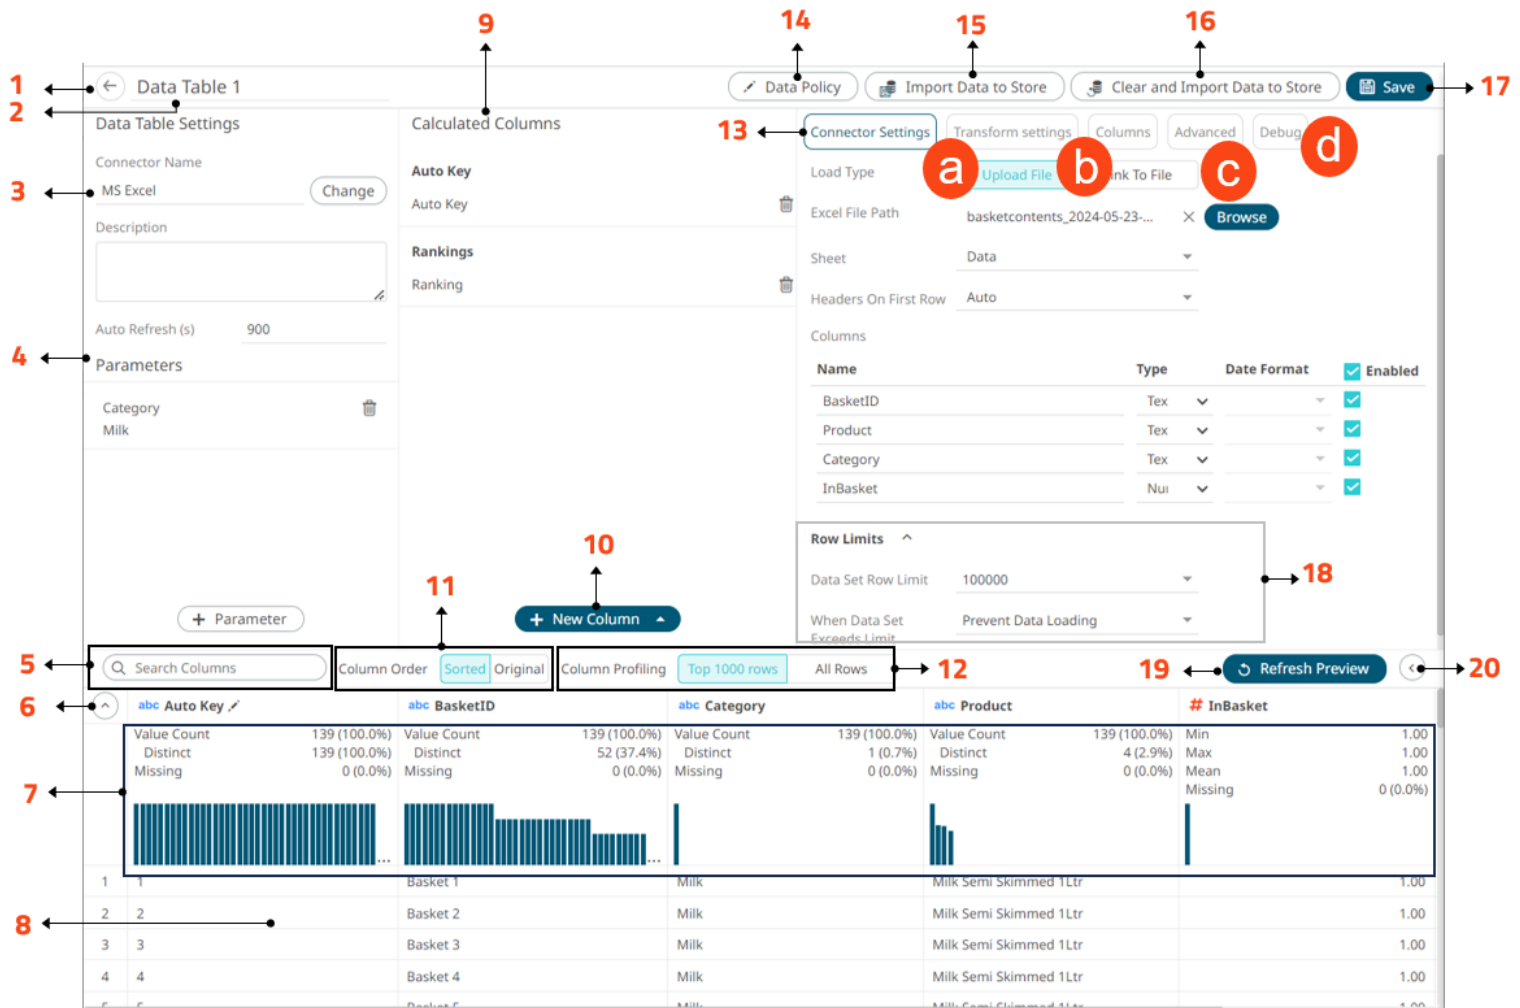 9
14
15
16
1
Data Table 1
Data Policy
Import Data to Store
Clear and Import Data to Store
Save
17
2
Data Table Settings
Calculated Columns
13
Connector Settings
Transform settings
Columns
Advanced
Debug
a
b
c
d
Connector Name
Auto Key
Load Type
Upload File
nk To File
3
MS Excel
Change
Auto Key
Excel File Path
basketcontents_2024-05-23-...
Browse
Description
Rankings
Sheet
Data
Ranking
Headers On First Row
Auto
Auto Refresh (s)
900
Columns
4
Parameters
Name
Type
Date Format
Enabled
Category
Milk
BasketID
Tex
Product
Tex
Category
Tex
InBasket
Nui
10
Row Limits
11
Data Set Row Limit
100000
18
+ Parameter
+ New Column
When Data Set
Exceeds Limit
Prevent Data Loading
5
Search Columns
Column Order
Sorted
Original
Column Profiling
Top 1000 rows
All Rows
12
19
Refresh Preview
20
6
abc Auto Key
abc BasketID
abc Category
abc Product
# InBasket
7
Value Count 139 (100.0%)
Distinct 139 (100.0%)
Missing 0 (0.0%)
Value Count 139 (100.0%)
Distinct 52 (37.4%)
Missing 0 (0.0%)
Value Count 139 (100.0%)
Distinct 1 (0.7%)
Missing 0 (0.0%)
Value Count 139 (100.0%)
Distinct 4 (2.9%)
Missing 0 (0.0%)
Min 1.00
Max 1.00
Mean 1.00
Missing 0 (0.0%)
...
...
1 1 Basket 1 Milk Milk Semi Skimmed 1Ltr 1.00
8
2 2 Basket 2 Milk Milk Semi Skimmed 1Ltr 1.00
3 3 Basket 3 Milk Milk Semi Skimmed 1Ltr 1.00
4 4 Basket 4 Milk Milk Semi Skimmed 1Ltr 1.00